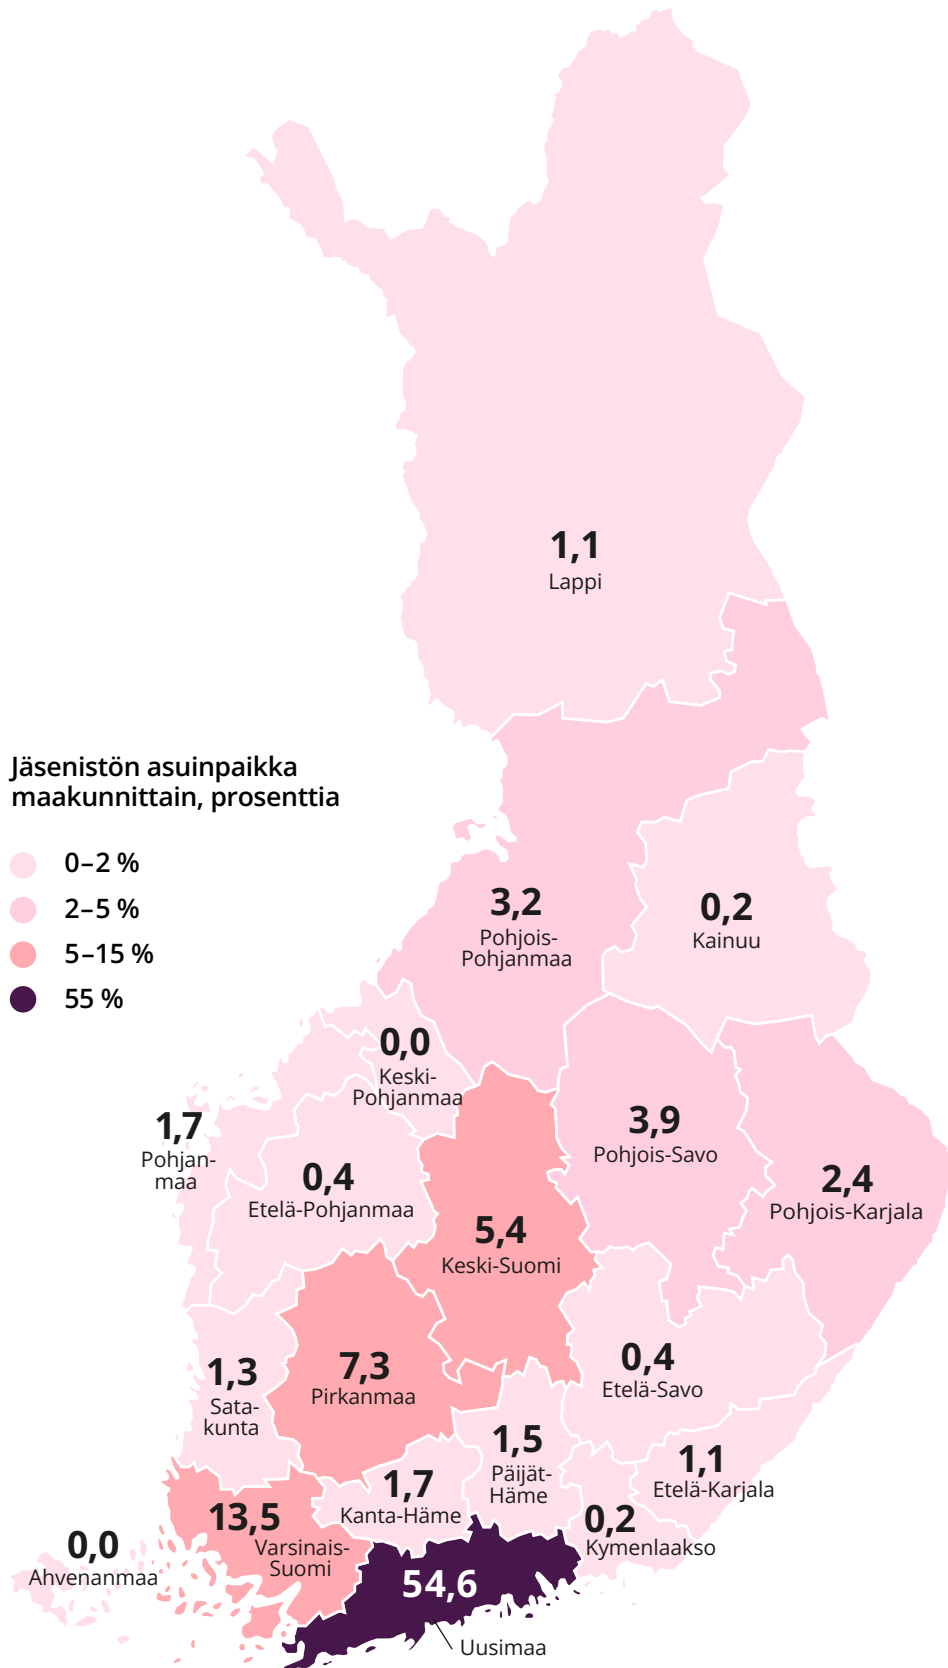 1,1
Lappi
Jäsenistön asuinpaikka
maakunnittain, prosenttia
0–2 %
2–5 %
5–15 %
55 %
3,2
Pohjois-
Pohjanmaa
0,2
Kainuu
0,0
Keski-
Pohjanmaa
1,7
Pohjan-
maa
0,4
Etelä-Pohjanmaa
3,9
Pohjois-Savo
2,4
Pohjois-Karjala
5,4
Keski-Suomi
1,3
Sata-
kunta
7,3
Pirkanmaa
0,4
Etelä-Savo
1,5
Päijät-
Häme
1,1
Etelä-Karjala
1,7
Kanta-Häme
0,2
Kymenlaakso
13,5
Varsinais-
Suomi
0,0
Ahvenanmaa
54,6
Uusimaa